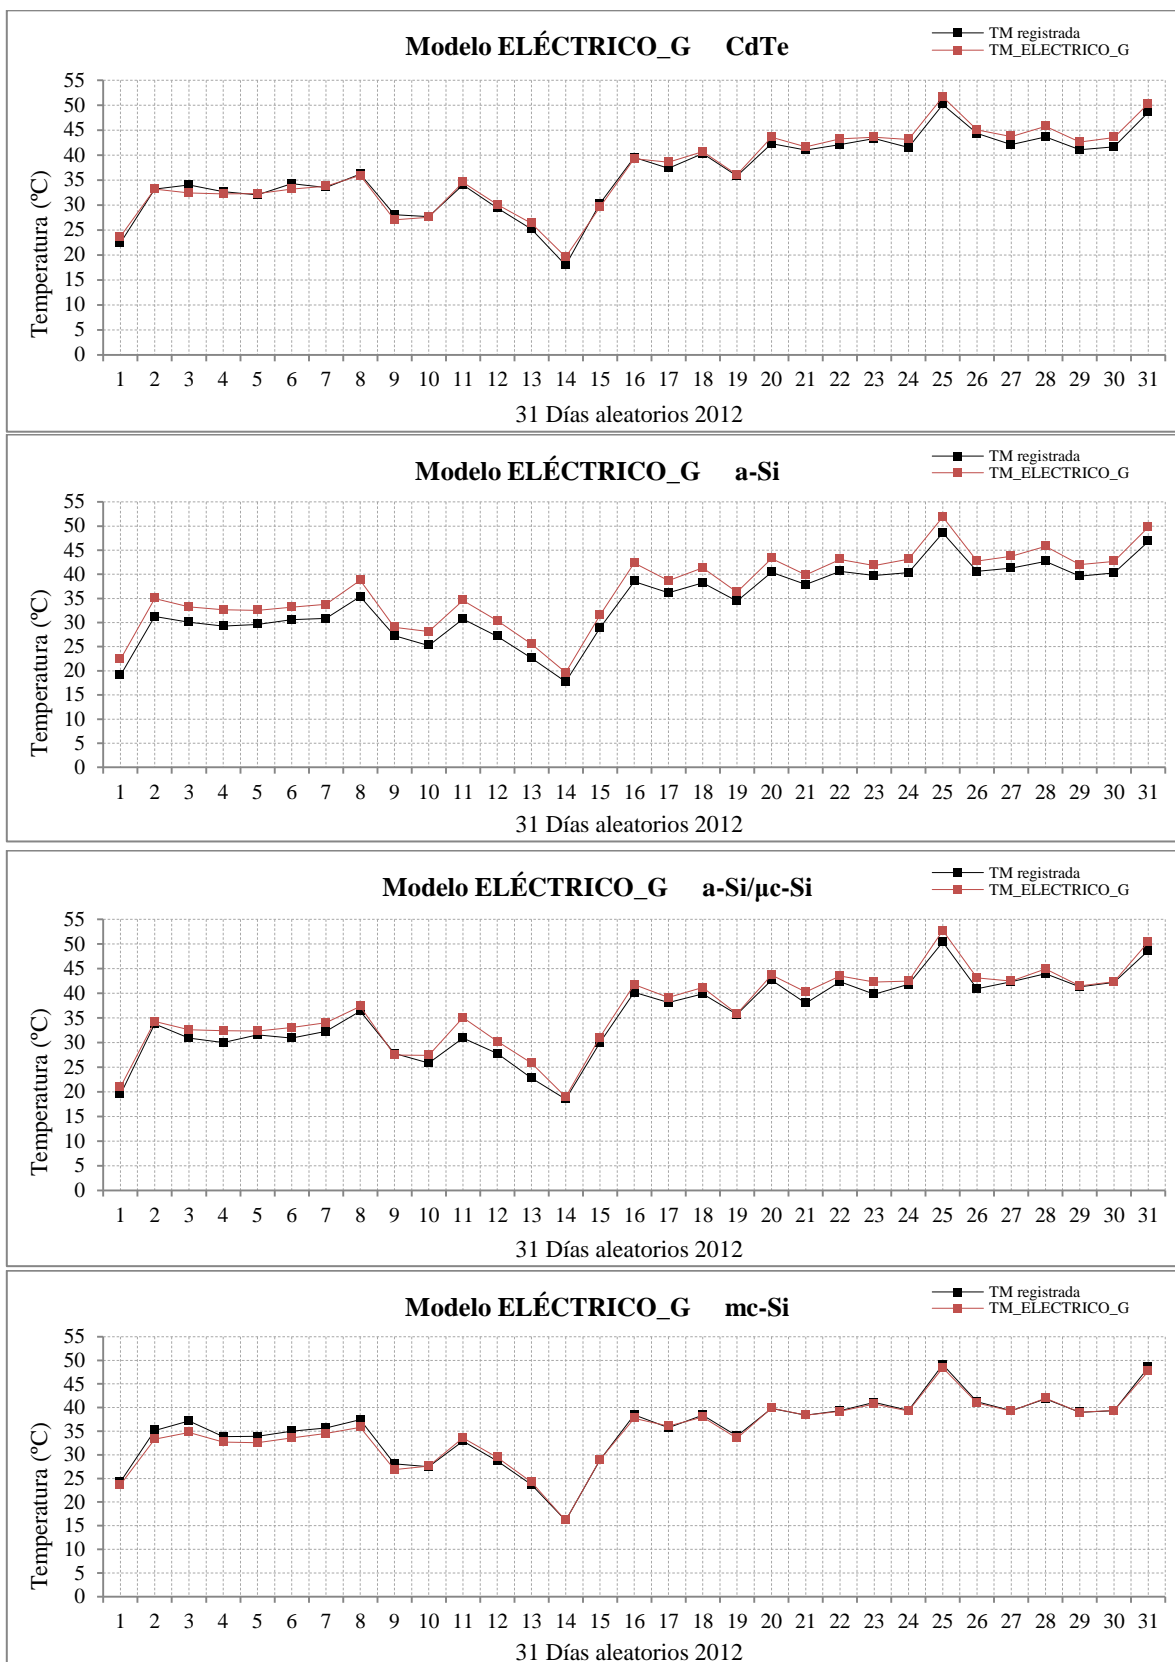 Modelo ELÉCTRICO_G CdTe
TM registrada
TM_ELECTRICO_G
Temperatura (ºC)
55
50
45
40
35
30
25
20
15
10
5
0
1 2 3 4 5 6 7 8 9 10 11 12 13 14 15 16 17 18 19 20 21 22 23 24 25 26 27 28 29 30 31
31 Días aleatorios 2012
Modelo ELÉCTRICO_G a-Si
TM registrada
TM_ELECTRICO_G
Temperatura (ºC)
55
50
45
40
35
30
25
20
15
10
5
0
1 2 3 4 5 6 7 8 9 10 11 12 13 14 15 16 17 18 19 20 21 22 23 24 25 26 27 28 29 30 31
31 Días aleatorios 2012
Modelo ELÉCTRICO_G a-Si/μc-Si
TM registrada
TM_ELECTRICO_G
Temperatura (ºC)
55
50
45
40
35
30
25
20
15
10
5
0
1 2 3 4 5 6 7 8 9 10 11 12 13 14 15 16 17 18 19 20 21 22 23 24 25 26 27 28 29 30 31
31 Días aleatorios 2012
Modelo ELÉCTRICO_G mc-Si
TM registrada
TM_ELECTRICO_G
Temperatura (ºC)
55
50
45
40
35
30
25
20
15
10
5
0
1 2 3 4 5 6 7 8 9 10 11 12 13 14 15 16 17 18 19 20 21 22 23 24 25 26 27 28 29 30 31
31 Días aleatorios 2012